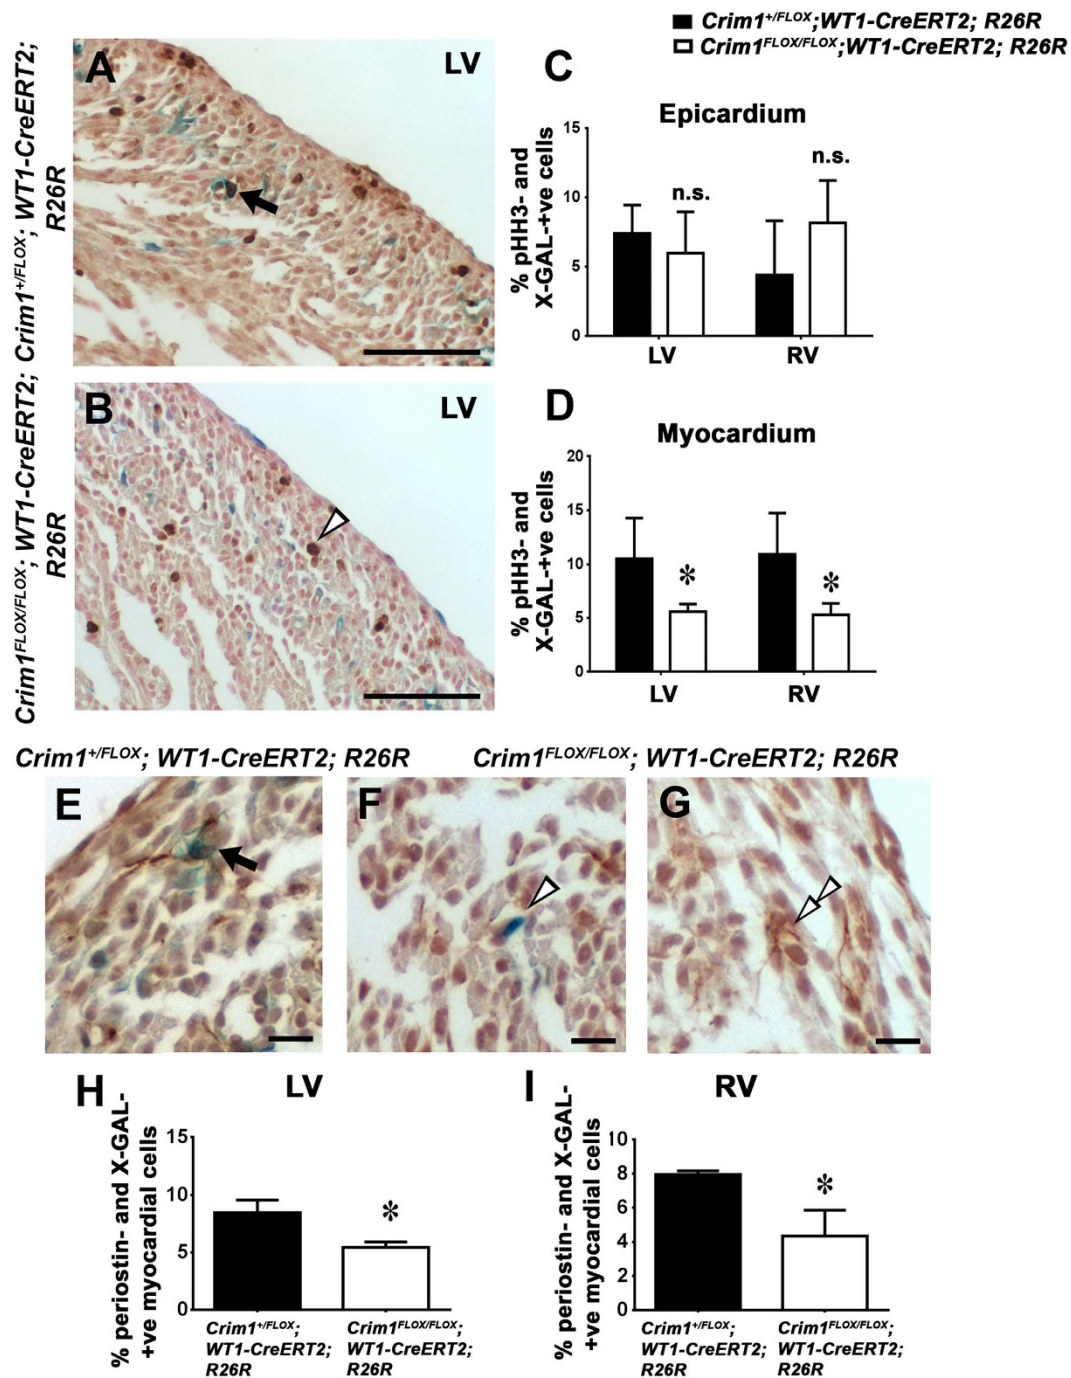 Crim1+/FLOX;WT1-CreERT2; R26R
Crim1FLOX/FLOX;WT1-CreERT2; R26R
Crim1+/FLOX; WT1-CreERT2;
R26R
A
LV
C
Epicardium
% pHH3- and
X-GAL-+ve cells
15
10
5
0
n.s.
n.s.
LV
RV
Crim1FLOX/FLOX; WT1-CreERT2;
R26R
B
LV
D
Myocardium
% pHH3- and
X-GAL-+ve cells
20
15
10
5
0
*
*
LV
RV
Crim1+/FLOX; WT1-CreERT2; R26R
Crim1FLOX/FLOX; WT1-CreERT2; R26R
E
F
G
H
LV
% periostin- and X-GAL-
+ve myocardial cells
15
10
5
0
*
Crim1+/FLOX;
WT1-CreERT2;
R26R
Crim1FLOX/FLOX;
WT1-CreERT2;
R26R
I
RV
% periostin- and X-GAL-
+ve myocardial cells
10
8
6
4
2
0
*
Crim1+/FLOX;
WT1-CreERT2;
R26R
Crim1FLOX/FLOX;
WT1-CreERT2;
R26R